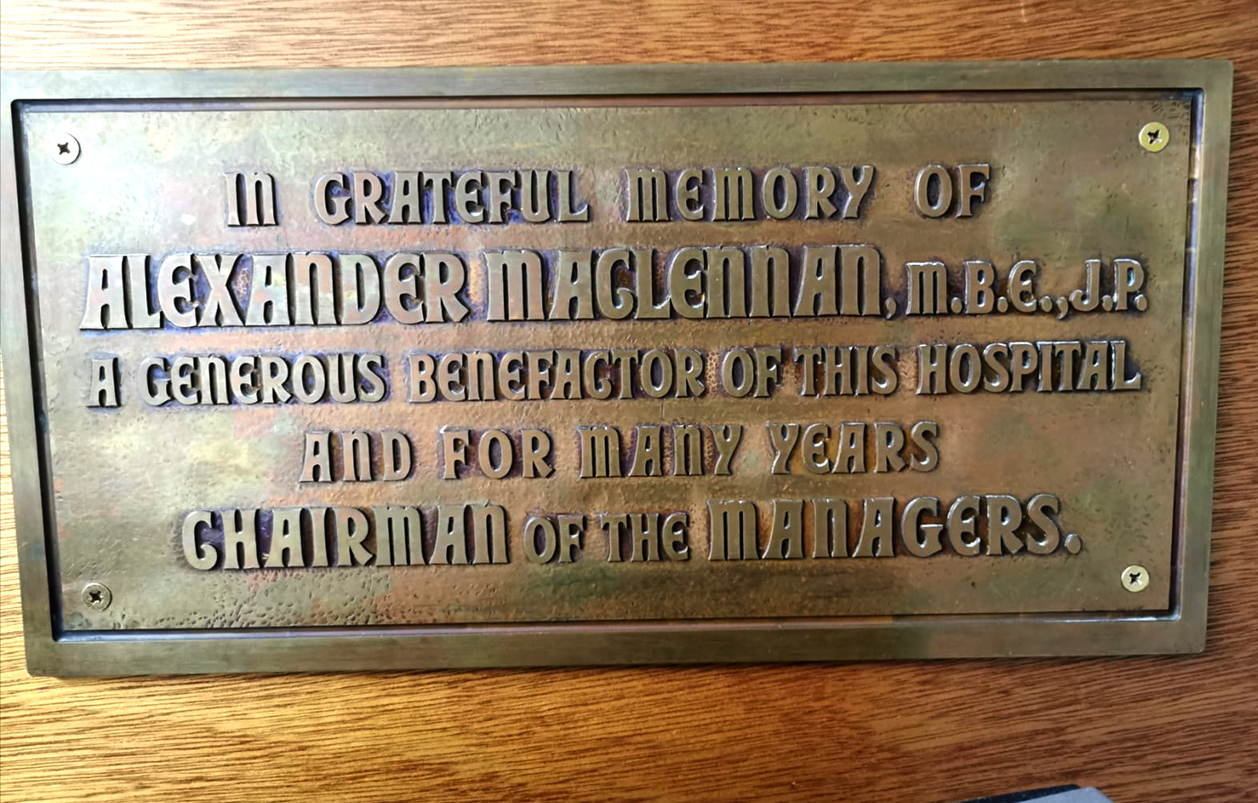 IN GRATEFUL MEMORY OF
ALEXANDER MACLENNAN, M.B.E., J.P.
A GENEROUS BENEFACTOR OF THIS HOSPITAL
AND FOR MANY YEARS
CHAIRMAN OF THE MANAGERS.